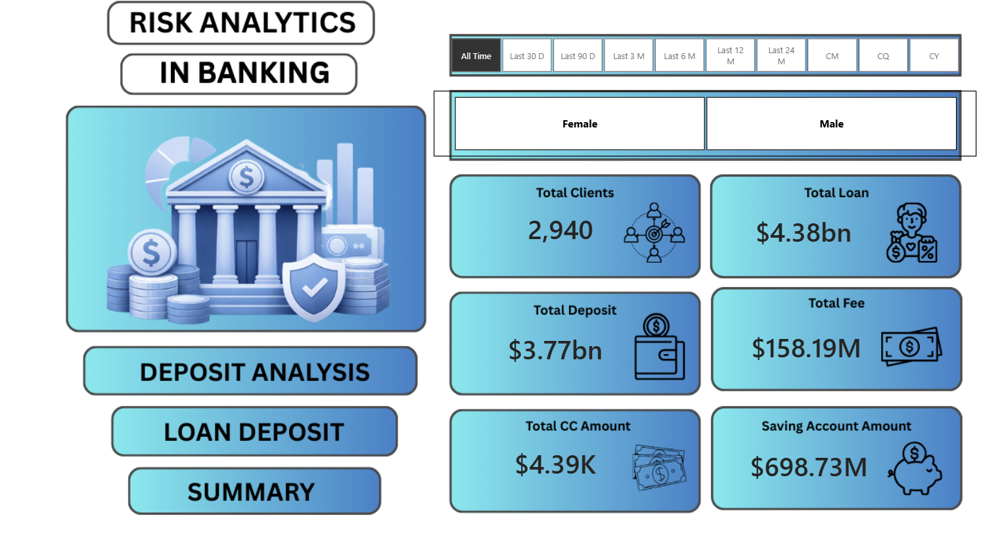 RISK ANALYTICS
IN BANKING
DEPOSIT ANALYSIS
LOAN DEPOSIT
SUMMARY
All Time
Last 30 D
Last 90 D
Last 3 M
Last 6 M
Last 12
M
Last 24
M
CM
CQ
CY
Female
Male
Total Clients
2,940
Total Loan
$4.38bn
Total Deposit
$3.77bn
Total Fee
$158.19M
Total CC Amount
$4.39K
Saving Account Amount
$698.73M